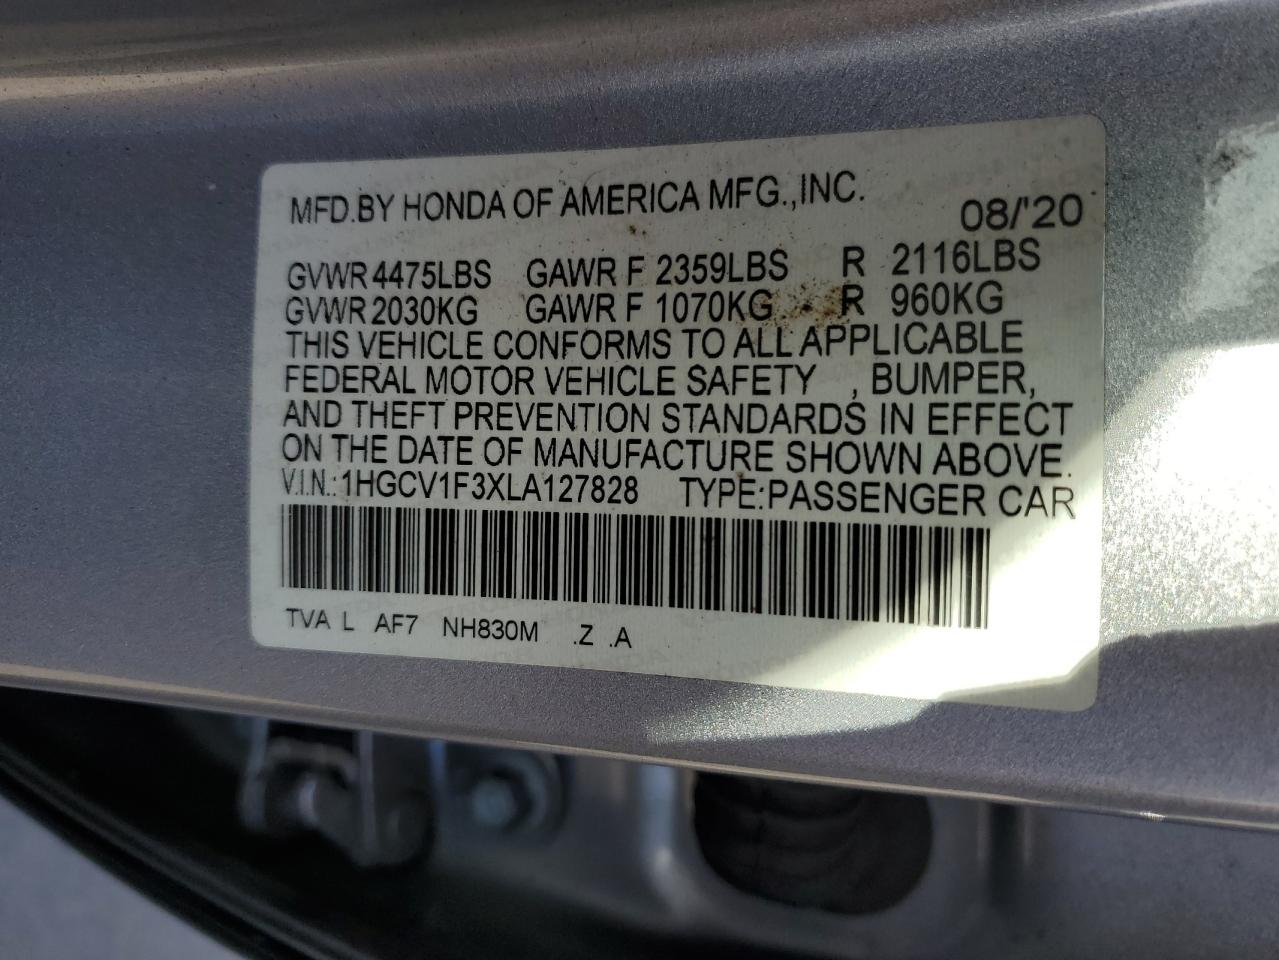 MFD.BY HONDA OF AMERICA MFG.,INC. 08/'20
GVWR 4475LBS GAWR F 2359LBS R 2116LBS
GVWR 2030KG GAWR F 1070KG R 960KG
THIS VEHICLE CONFORMS TO ALL APPLICABLE
FEDERAL MOTOR VEHICLE SAFETY , BUMPER,
AND THEFT PREVENTION STANDARDS IN EFFECT
ON THE DATE OF MANUFACTURE SHOWN ABOVE.
V.I.N.: 1HGCV1F3XLA127828 TYPE:PASSENGER CAR
TVA L AF7 NH830M .Z .A